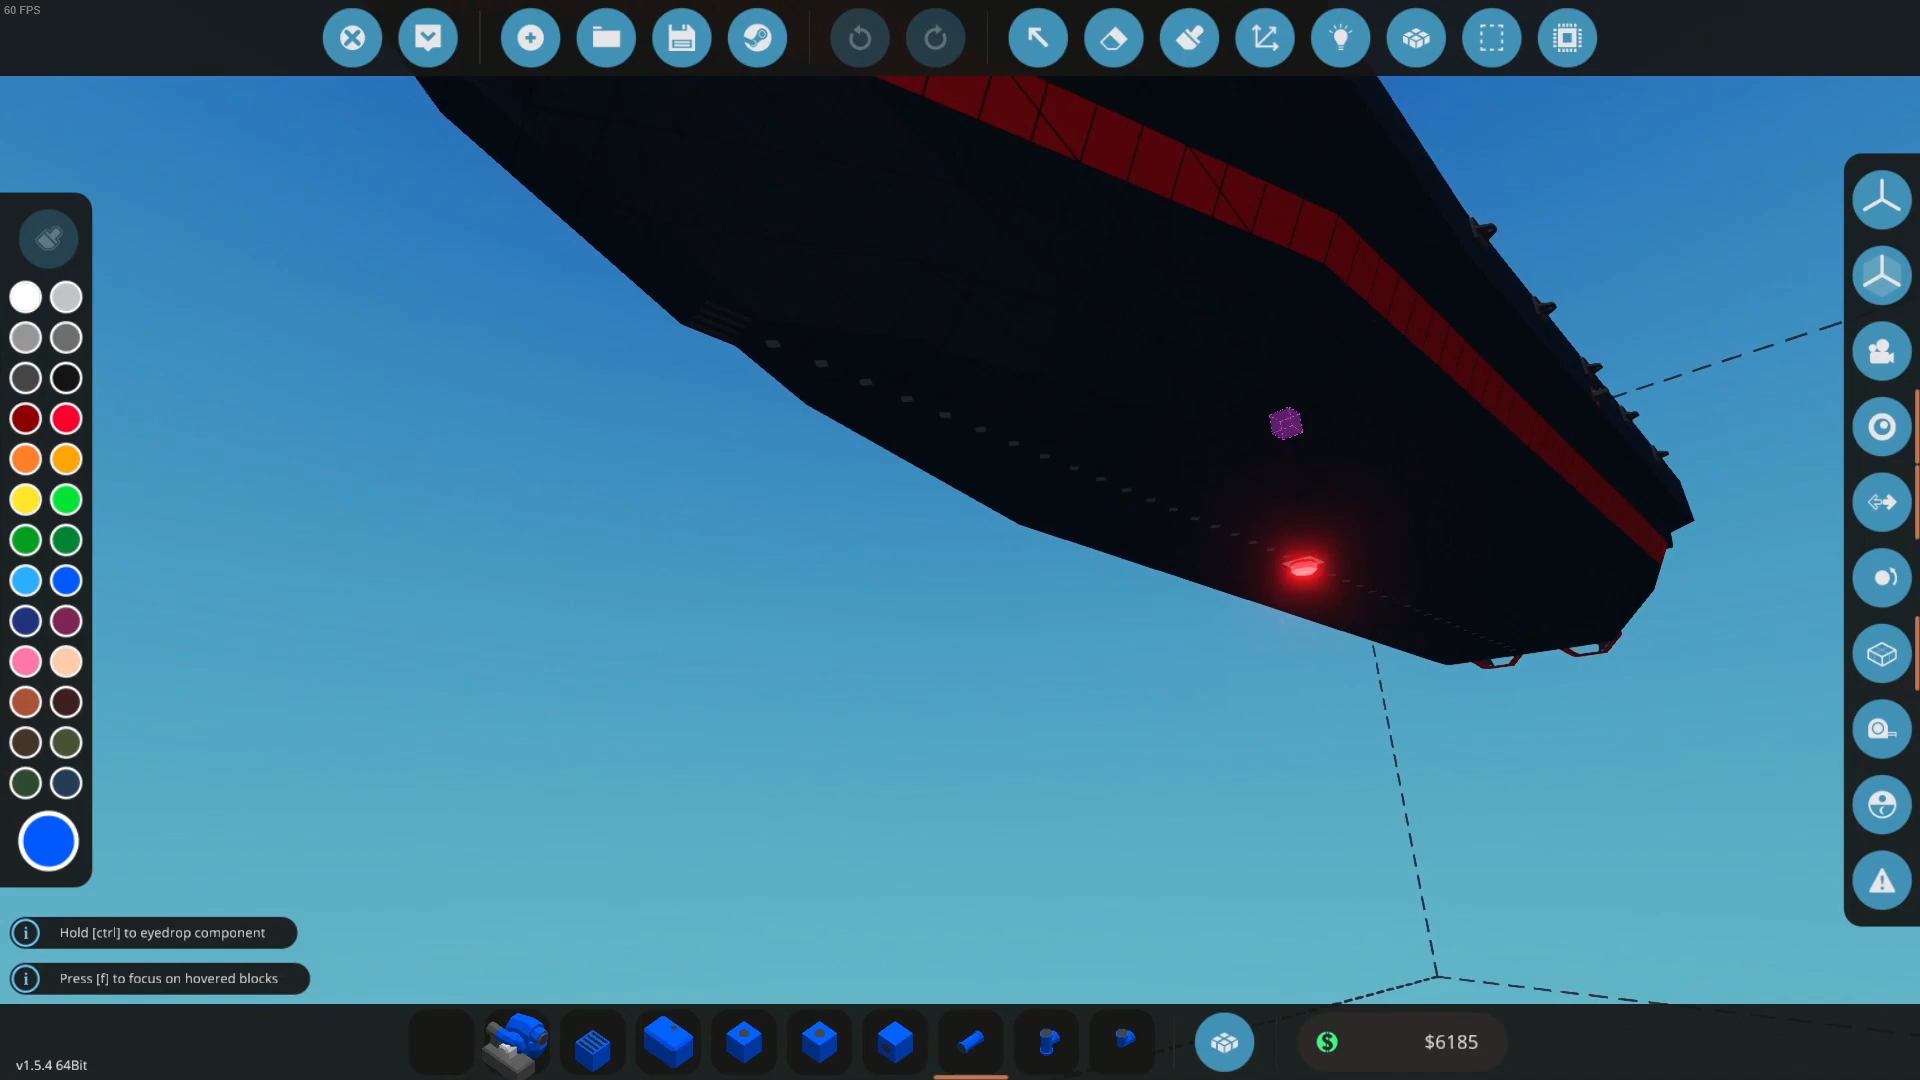 60 FPS
Hold [ctrl] to eyedrop component
Press [f] to focus on hovered blocks
$6185
v1.5.4 64Bit